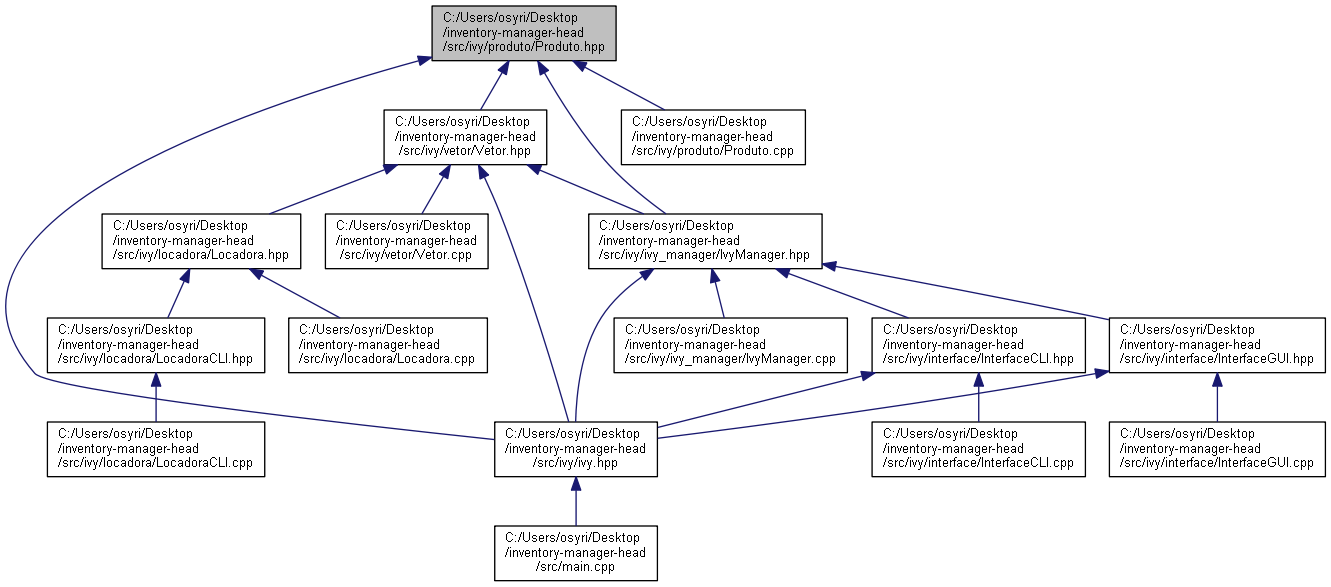 C:/Users/osyri/Desktop
/inventory-manager-head
/src/ivy/produto/Produto.hpp
C:/Users/osyri/Desktop
/inventory-manager-head
/src/ivy/vetor/Vetor.hpp
C:/Users/osyri/Desktop
/inventory-manager-head
/src/ivy/produto/Produto.cpp
C:/Users/osyri/Desktop
/inventory-manager-head
/src/ivy/locadora/Locadora.hpp
C:/Users/osyri/Desktop
/inventory-manager-head
/src/ivy/vetor/Vetor.cpp
C:/Users/osyri/Desktop
/inventory-manager-head
/src/ivy/ivy_manager/IvyManager.hpp
C:/Users/osyri/Desktop
/inventory-manager-head
/src/ivy/locadora/LocadoraCLI.hpp
C:/Users/osyri/Desktop
/inventory-manager-head
/src/ivy/locadora/Locadora.cpp
C:/Users/osyri/Desktop
/inventory-manager-head
/src/ivy/ivy_manager/IvyManager.cpp
C:/Users/osyri/Desktop
/inventory-manager-head
/src/ivy/interface/InterfaceCLI.hpp
C:/Users/osyri/Desktop
/inventory-manager-head
/src/ivy/interface/InterfaceGUI.hpp
C:/Users/osyri/Desktop
/inventory-manager-head
/src/ivy/locadora/LocadoraCLI.cpp
C:/Users/osyri/Desktop
/inventory-manager-head
/src/ivy/ivy.hpp
C:/Users/osyri/Desktop
/inventory-manager-head
/src/ivy/interface/InterfaceCLI.cpp
C:/Users/osyri/Desktop
/inventory-manager-head
/src/ivy/interface/InterfaceGUI.cpp
C:/Users/osyri/Desktop
/inventory-manager-head
/src/main.cpp